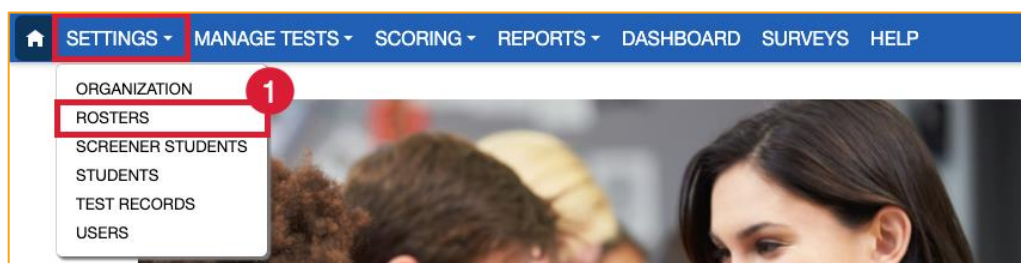 SETTINGS MANAGE TESTS SCORING REPORTS DASHBOARD SURVEYS HELP
ORGANIZATION
1
ROSTERS
SCREENER STUDENTS
STUDENTS
TEST RECORDS
USERS